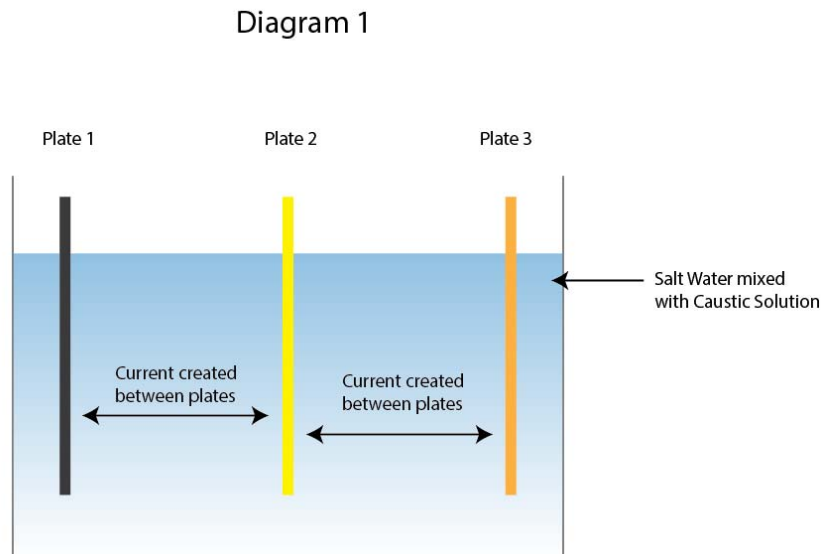 Diagram 1
Plate 1
Plate 2
Plate 3
Salt Water mixed
with Caustic Solution
Current created
between plates
Current created
between plates